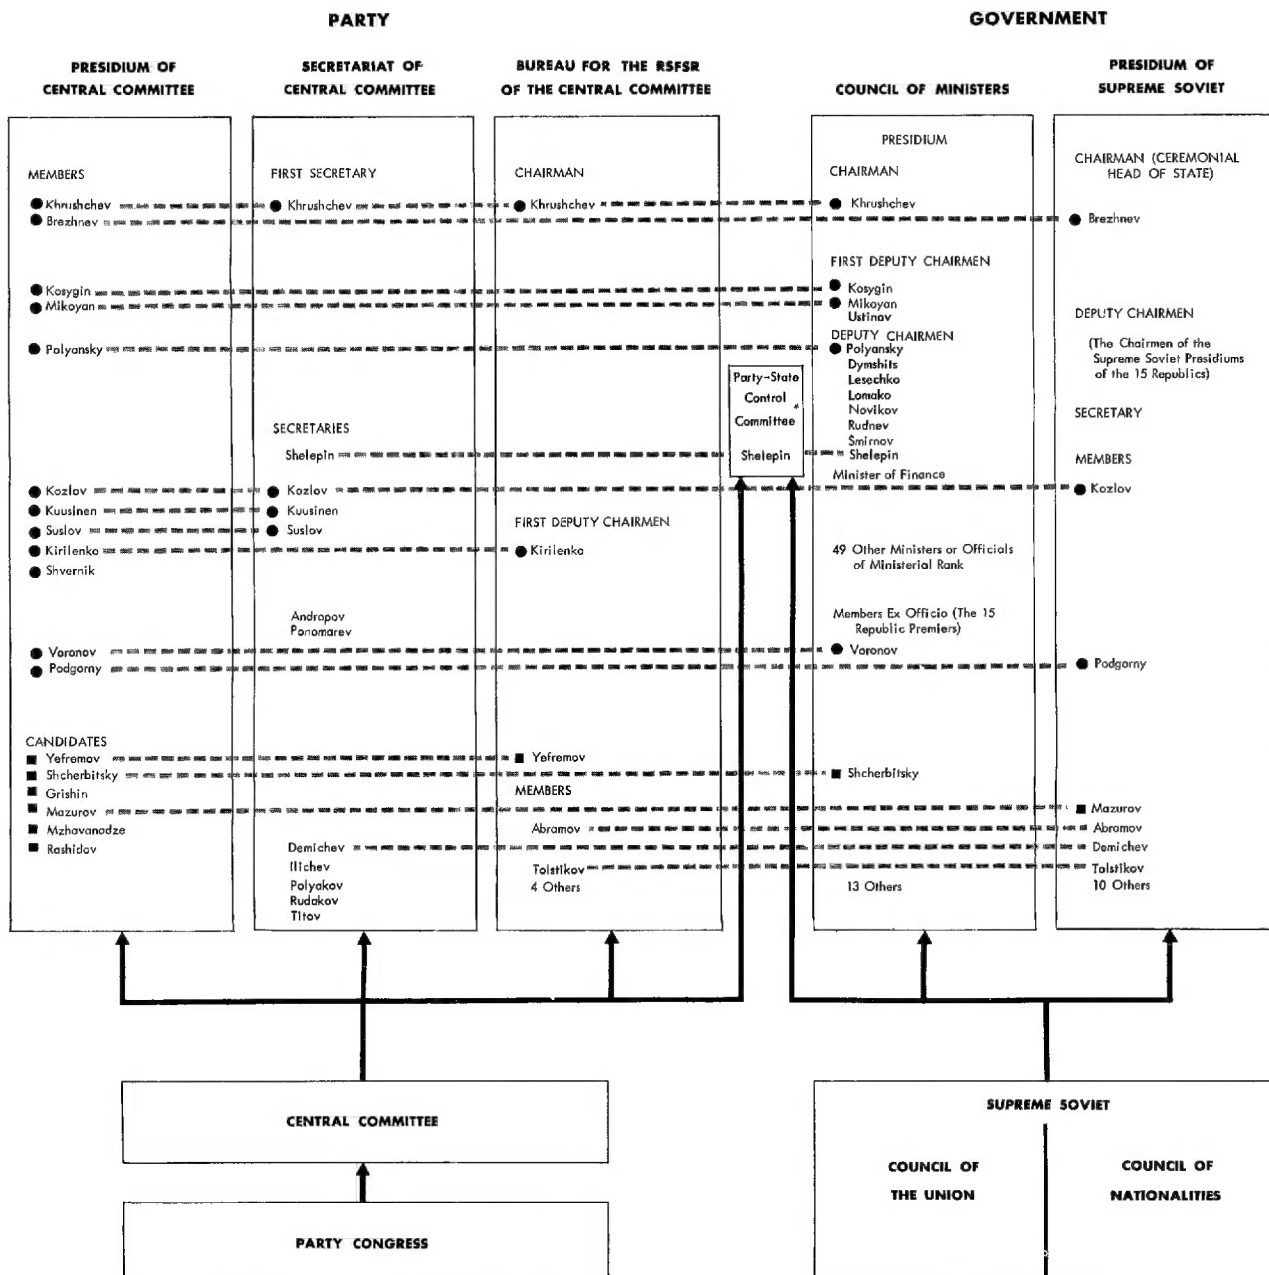 PARTY
GOVERNMENT
PRESIDIUM OF
CENTRAL COMMITTEE
SECRETARIAT OF
CENTRAL COMMITTEE
BUREAU FOR THE RSFSR
OF THE CENTRAL COMMITTEE
COUNCIL OF MINISTERS
PRESIDIUM OF
SUPREME SOVIET
MEMBERS
Khrushchev
Brezhnev
Kosygin
Mikoyan
Polyansky
Kozlov
Kuusinen
Suslov
Kirilenko
Shvernik
Voronov
Podgorny
CANDIDATES
Yefremov
Shcherbitsky
Grishin
Mazurov
Mzhavanadze
Rashidov
FIRST SECRETARY
Khrushchev
SECRETARIES
Shelepin
Kozlov
Kuusinen
Suslov
Andropov
Ponomarev
Demichev
Ilichev
Polyakov
Rudakov
Titov
CHAIRMAN
Khrushchev
FIRST DEPUTY CHAIRMEN
Kirilenko
Yefremov
MEMBERS
Abramov
Tolstikov
4 Others
Party-State
Control *
Committee
Shelepin
PRESIDIUM
CHAIRMAN
Khrushchev
FIRST DEPUTY CHAIRMEN
Kosygin
Mikoyan
Ustinov
DEPUTY CHAIRMEN
Polyansky
Dymshits
Lesechko
Lomako
Novikov
Rudnev
Smirnov
Shelepin
Minister of Finance
49 Other Ministers or Officials
of Ministerial Rank
Members Ex Officio (The 15
Republic Premiers)
Voronov
Shcherbitsky
13 Others
CHAIRMAN (CEREMONIAL
HEAD OF STATE)
Brezhnev
DEPUTY CHAIRMEN
(The Chairmen of the
Supreme Soviet Presidiums
of the 15 Republics)
SECRETARY
MEMBERS
Kozlov
Podgorny
Mazurov
Abramov
Demichev
Tolstikov
10 Others
CENTRAL COMMITTEE
PARTY CONGRESS
SUPREME SOVIET
COUNCIL OF
THE UNION
COUNCIL OF
NATIONALITIES